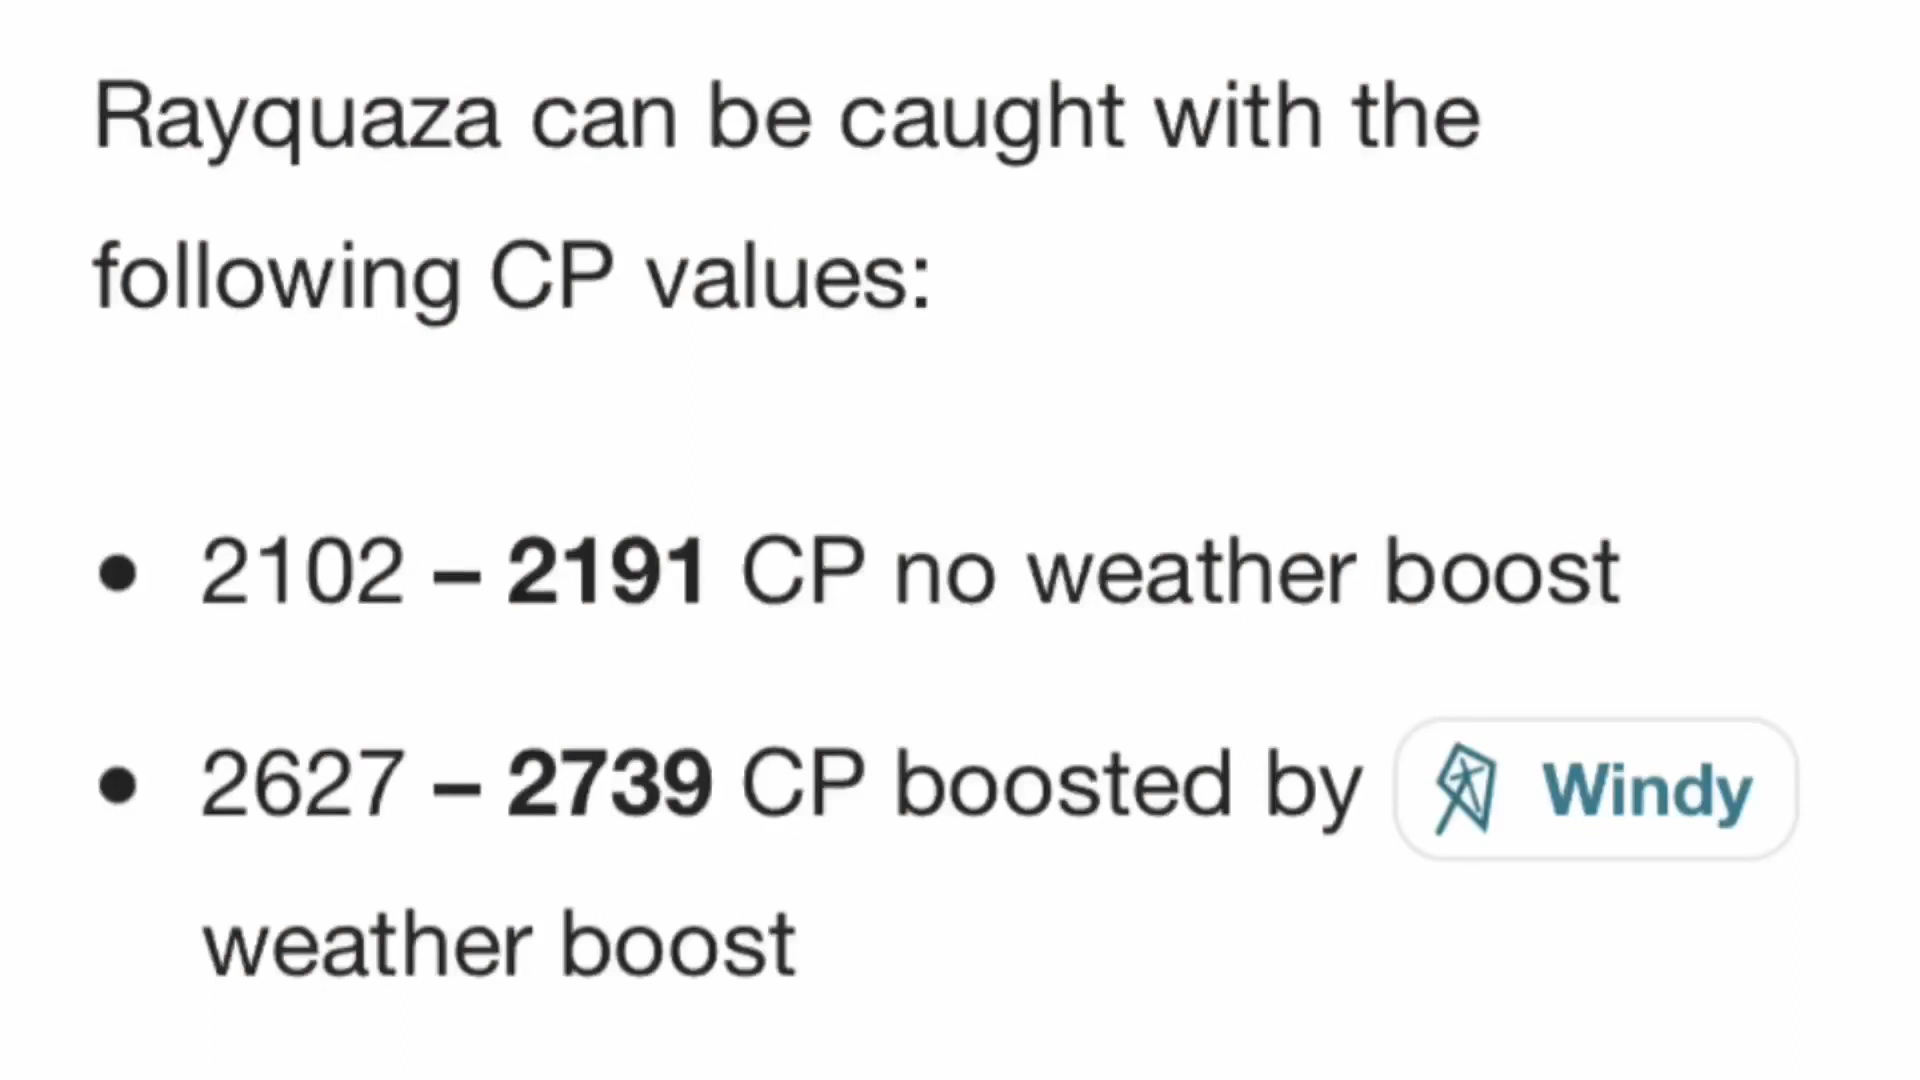 Rayquaza can be caught with the
following CP values:
• 2102 – 2191 CP no weather boost
• 2627 – 2739 CP boosted by Windy
weather boost